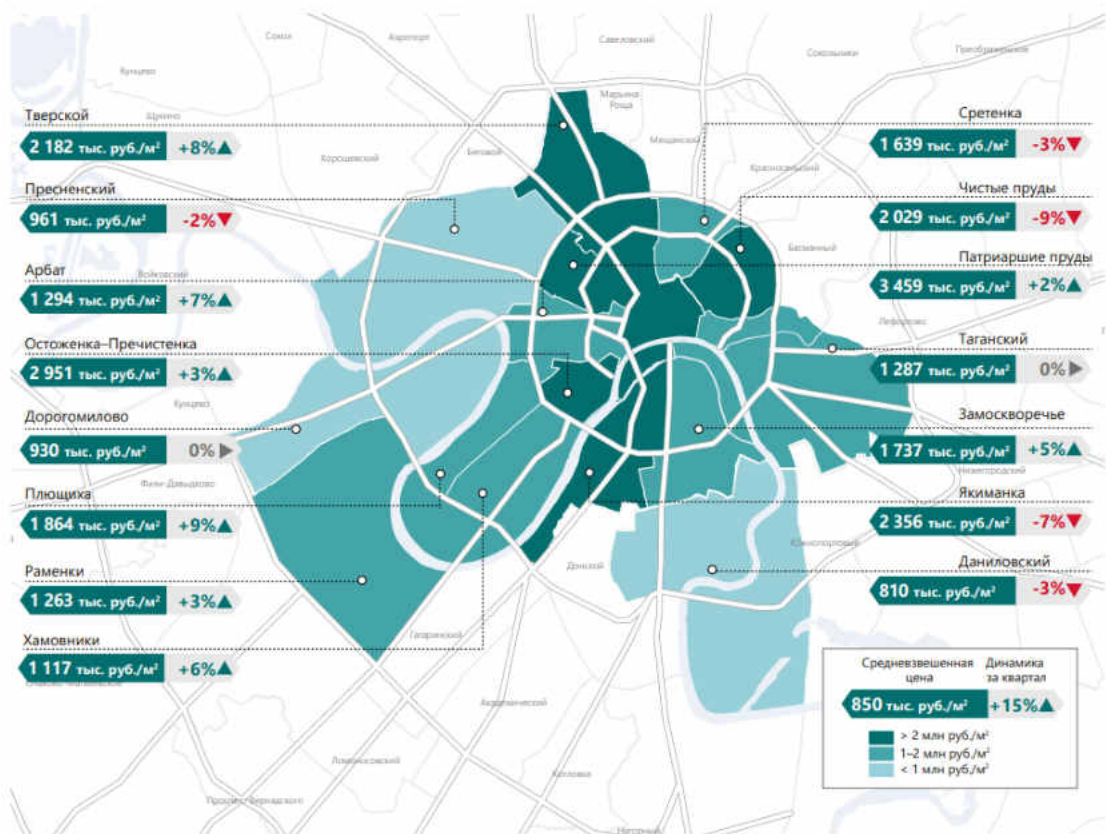 Сокол
Аэропорт
Савеловский
Сокольники
Преображенское
Кунцево
Марьина
Роща
Тверской
Щукино
2 182 тыс. руб./м² +8%
Хорошевский
Беговой
Мещанский
Красносельский
Сретенка
1 639 тыс. руб./м² -3%
Пресненский
961 тыс. руб./м² -2%
Чистые пруды
2 029 тыс. руб./м² -9%
Басманный
Арбат
Войковский
1 294 тыс. руб./м² +7%
Патриаршие пруды
3 459 тыс. руб./м² +2%
Лефортово
Остоженка–Пречистенка
2 951 тыс. руб./м² +3%
Таганский
1 287 тыс. руб./м² 0%
Кунцево
Дорогомилово
930 тыс. руб./м² 0%
Замоскворечье
1 737 тыс. руб./м² +5%
Нижегородский
Фили-Давыдково
Плющиха
1 864 тыс. руб./м² +9%
Якиманка
2 356 тыс. руб./м² -7%
Южнопортовый
Раменки
1 263 тыс. руб./м² +3%
Донской
Даниловский
810 тыс. руб./м² -3%
Хамовники
1 117 тыс. руб./м² +6%
Гагаринский
Академический
Ломоносовский
Котловка
Проспект Вернадского
Нагорный
Средневзвешенная цена
Динамика за квартал
850 тыс. руб./м² +15%
> 2 млн руб./м²
1–2 млн руб./м²
< 1 млн руб./м²